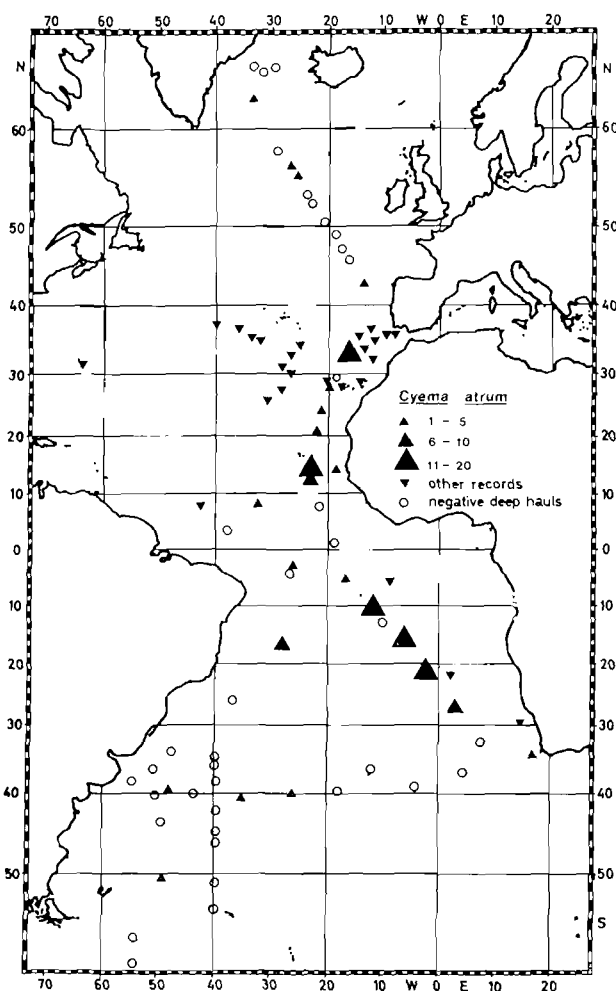 70 60 50 40 30 20 10 W E 10 20
N N
60 60
50 50
40 40
30 30
20 20
10 10
0 0
10 10
20 20
30 30
40 40
50 50
S
70 60 50 40 30 20 10 W E 10 20
Cyema atrum
1 - 5
6 - 10
11 - 20
other records
negative deep hauls